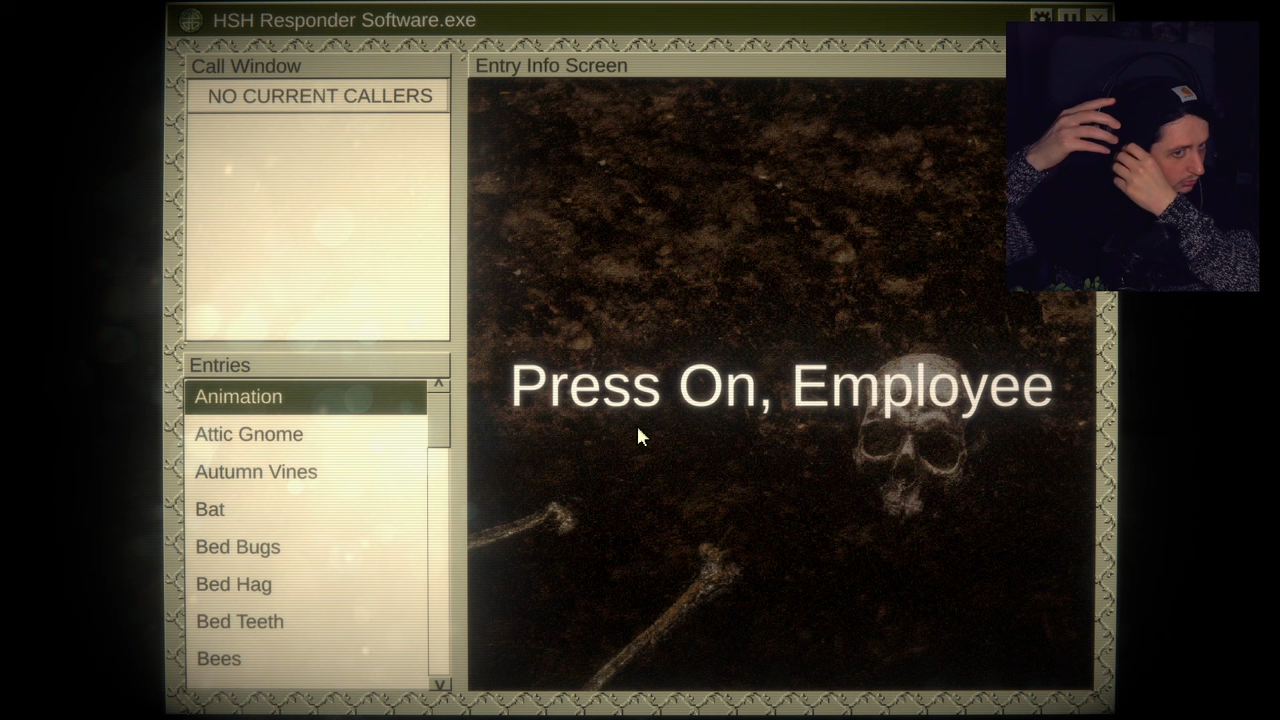 HSH Responder Software.exe
Call Window
NO CURRENT CALLERS
Entry Info Screen
Press On, Employee
Entries
Animation
Attic Gnome
Autumn Vines
Bat
Bed Bugs
Bed Hag
Bed Teeth
Bees